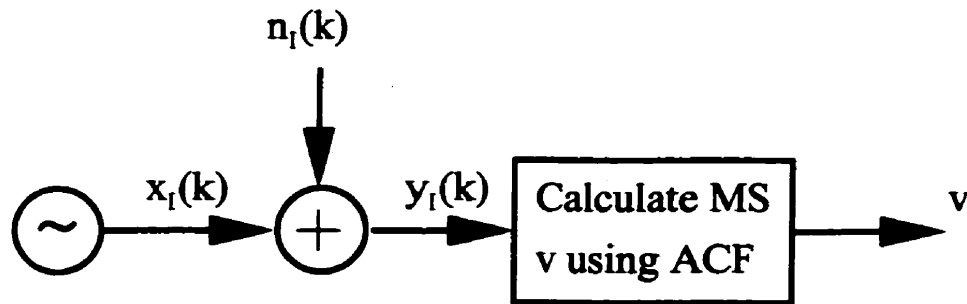 n_I(k)
x_I(k)
y_I(k)
Calculate MS
v using ACF
v
~
+